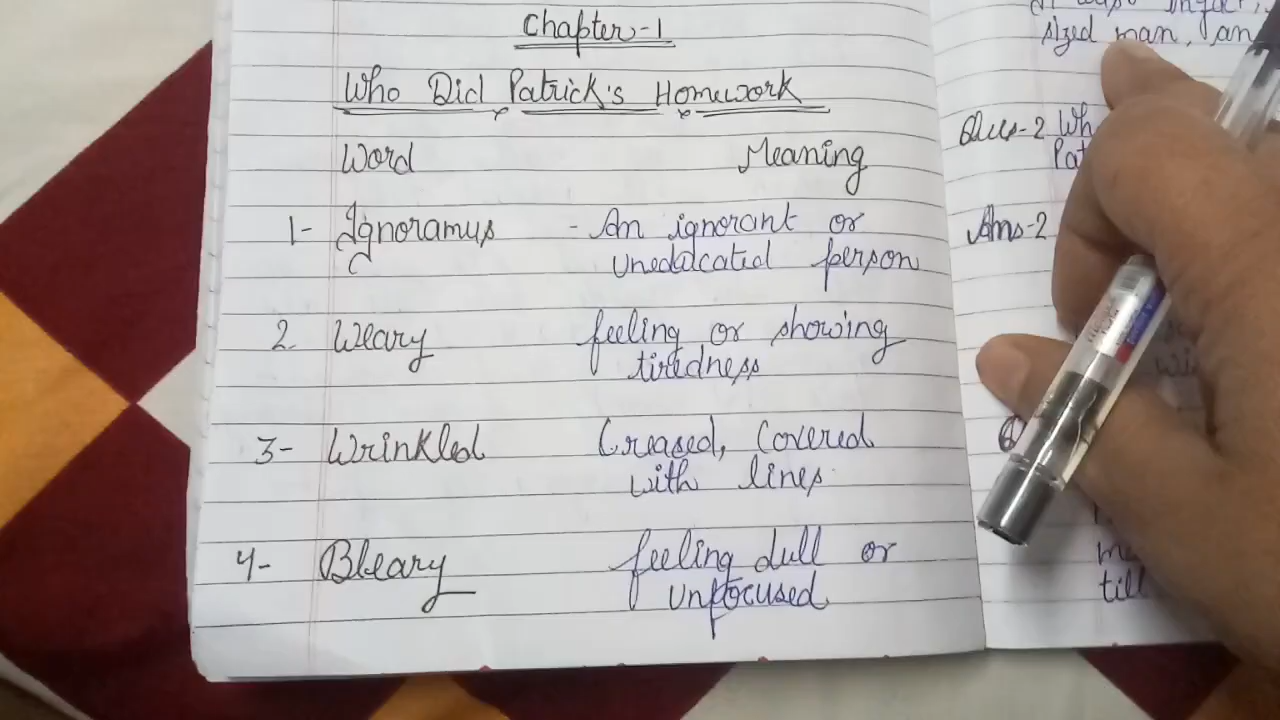 Chapter-1
Who Did Patrick's Homework
Word Meaning
1- Ignoramus - An ignorant or
uneducated person
2 Weary feeling or showing
tiredness
3- Wrinkled Creased, Covered
with lines
4- Bleary feeling dull or
unfocused
sized man, an
Ques-2 Wh
Pat
Ans-2
till